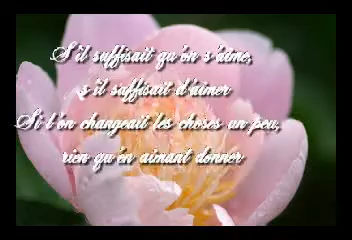 S'il suffisait qu'on s'aime,
s'il suffisait d'aimer
Si l'on changeait les choses un peu,
rien qu'en aimant donner